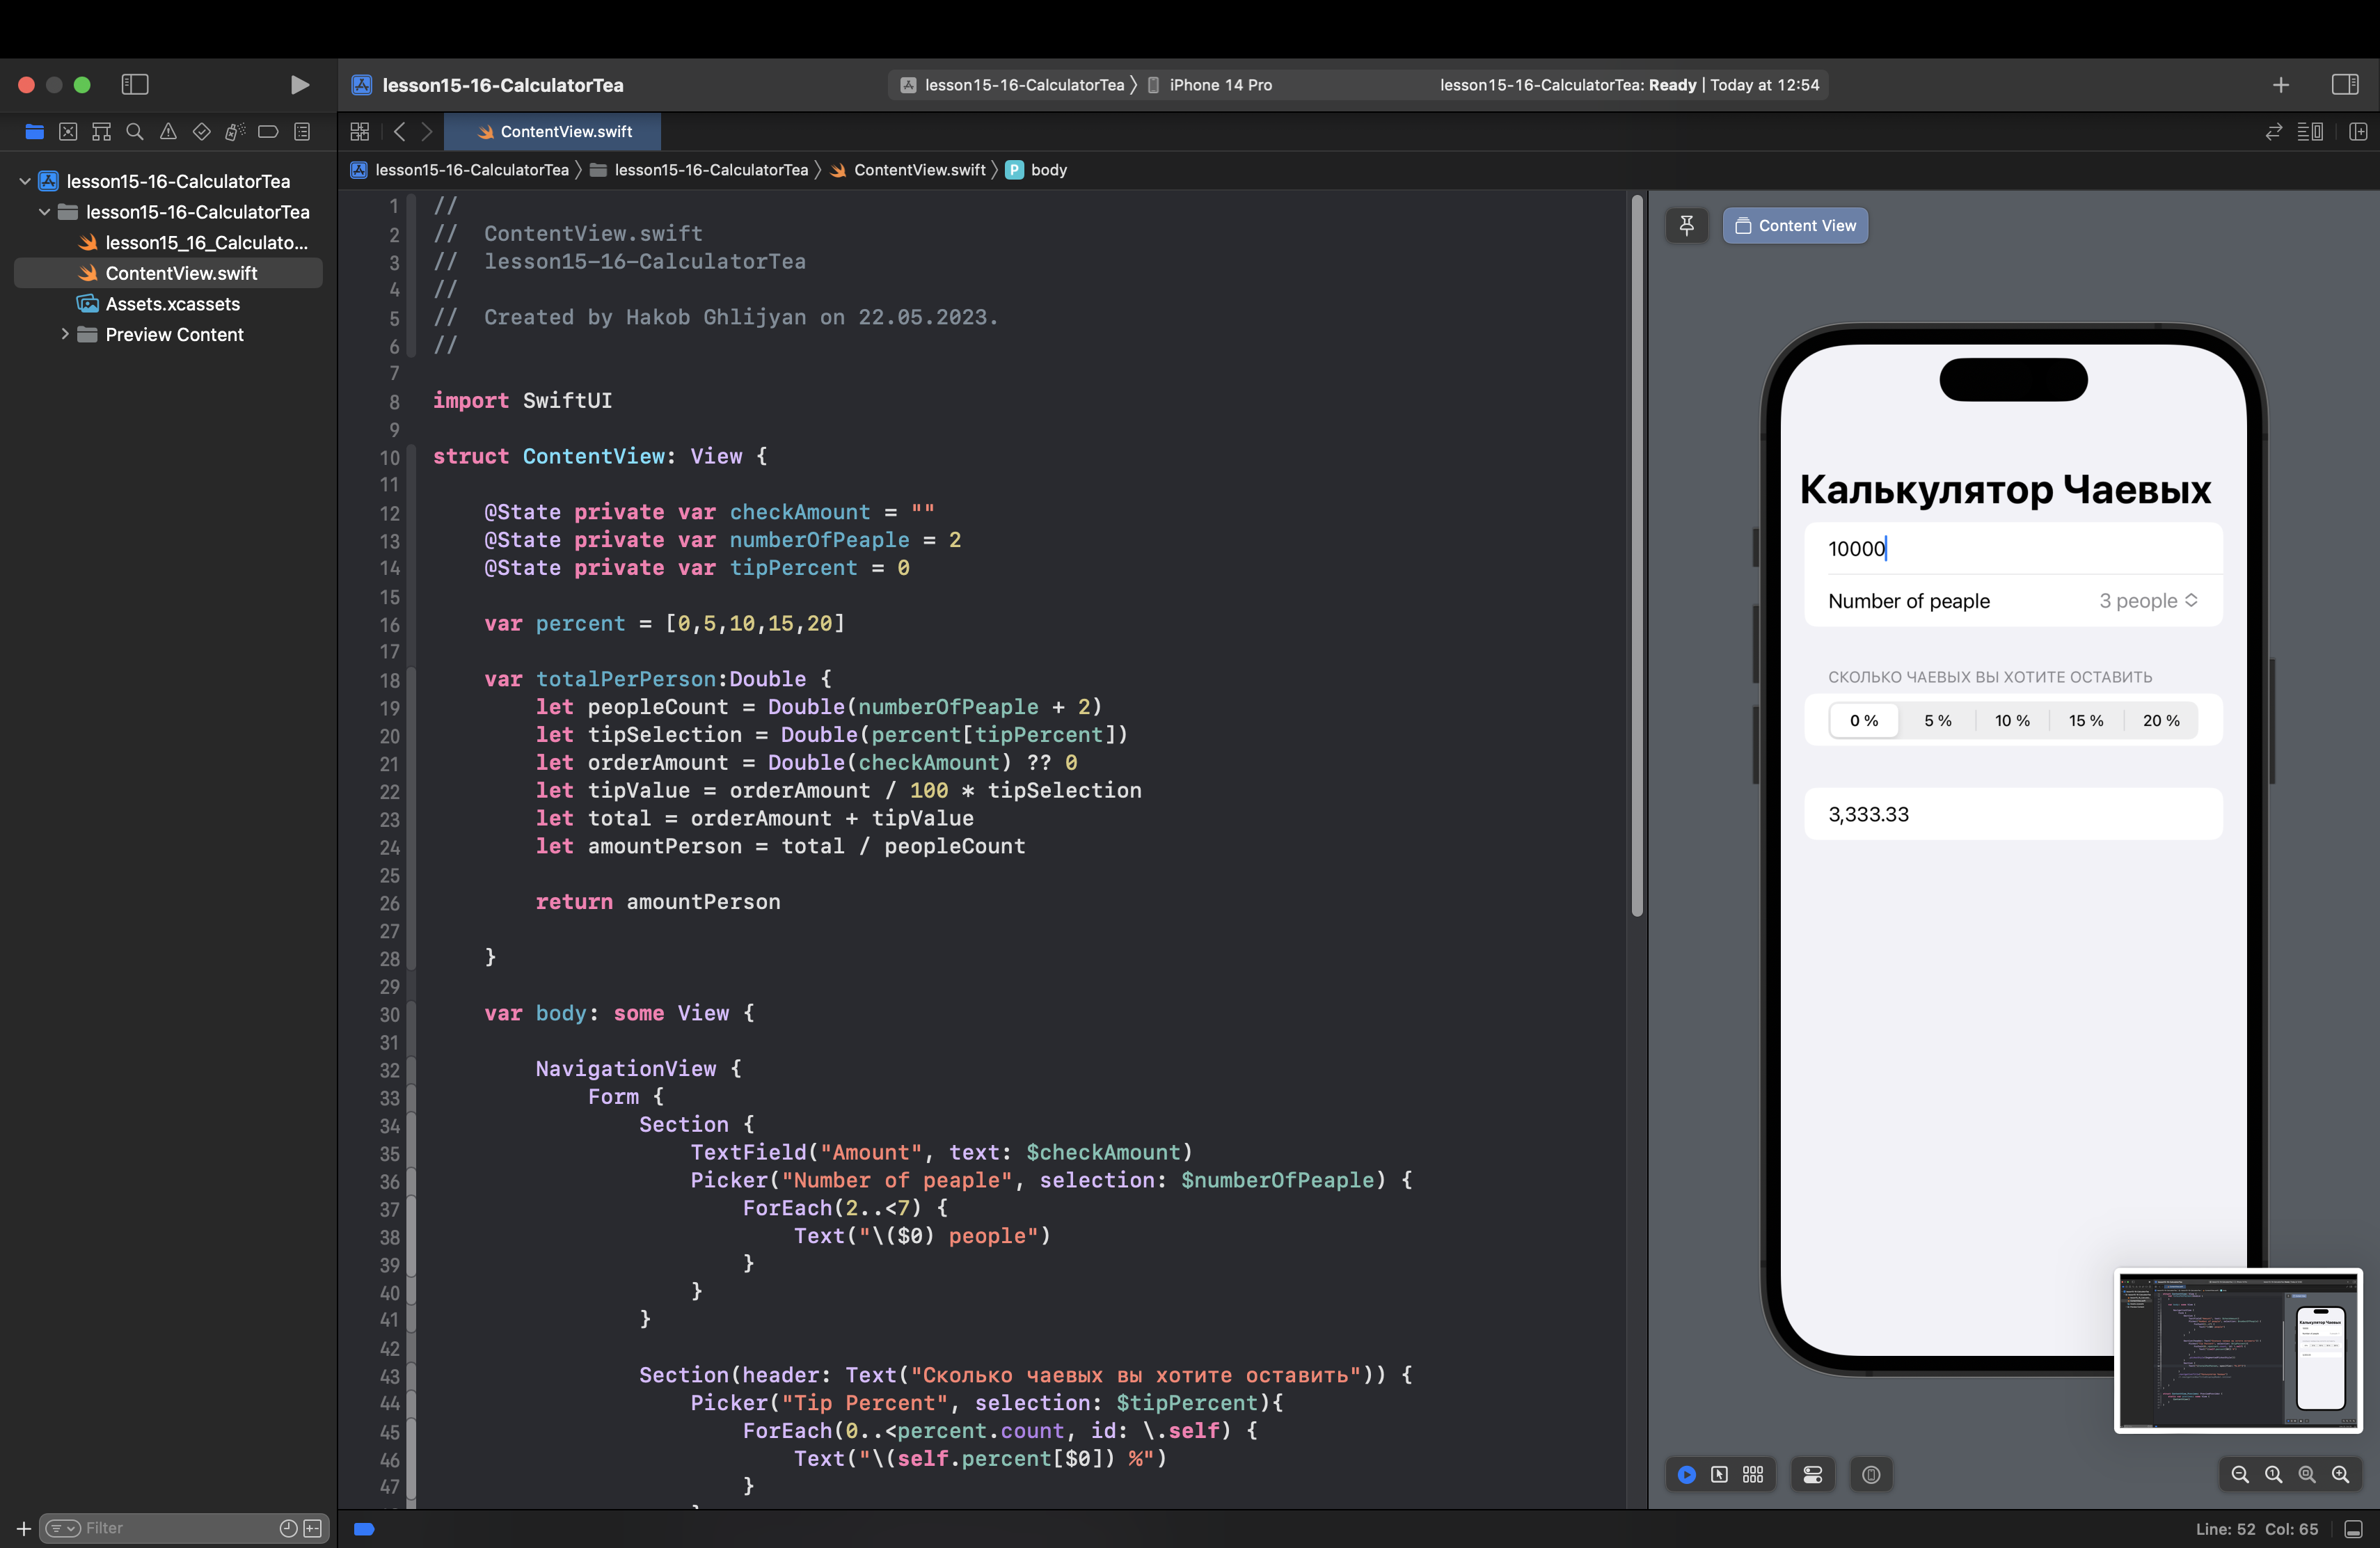 lesson15-16-CalculatorTea
lesson15-16-CalculatorTea
iPhone 14 Pro
lesson15-16-CalculatorTea: Ready | Today at 12:54
ContentView.swift
lesson15-16-CalculatorTea
lesson15-16-CalculatorTea
ContentView.swift
P body
lesson15-16-CalculatorTea
lesson15-16-CalculatorTea
lesson15_16_Calculato...
ContentView.swift
Assets.xcassets
Preview Content
1 //
2 //  ContentView.swift
3 //  lesson15-16-CalculatorTea
4 //
5 //  Created by Hakob Ghlijyan on 22.05.2023.
6 //
7
8 import SwiftUI
9
10 struct ContentView: View {
11
12     @State private var checkAmount = ""
13     @State private var numberOfPeaple = 2
14     @State private var tipPercent = 0
15
16     var percent = [0,5,10,15,20]
17
18     var totalPerPerson:Double {
19         let peopleCount = Double(numberOfPeaple + 2)
20         let tipSelection = Double(percent[tipPercent])
21         let orderAmount = Double(checkAmount) ?? 0
22         let tipValue = orderAmount / 100 * tipSelection
23         let total = orderAmount + tipValue
24         let amountPerson = total / peopleCount
25
26         return amountPerson
27
28     }
29
30     var body: some View {
31
32         NavigationView {
33             Form {
34                 Section {
35                     TextField("Amount", text: $checkAmount)
36                     Picker("Number of peaple", selection: $numberOfPeaple) {
37                         ForEach(2..<7) {
38                             Text("\($0) people")
39                         }
40                     }
41                 }
42
43                 Section(header: Text("Сколько чаевых вы хотите оставить")) {
44                     Picker("Tip Percent", selection: $tipPercent){
45                         ForEach(0..<percent.count, id: \.self) {
46                             Text("\(self.percent[$0]) %")
47                         }
Content View
Калькулятор Чаевых
10000
Number of peaple 3 people
СКОЛЬКО ЧАЕВЫХ ВЫ ХОТИТЕ ОСТАВИТЬ
0 % 5 % 10 % 15 % 20 %
3,333.33
Калькулятор Чаевых
Filter
Line: 52 Col: 65